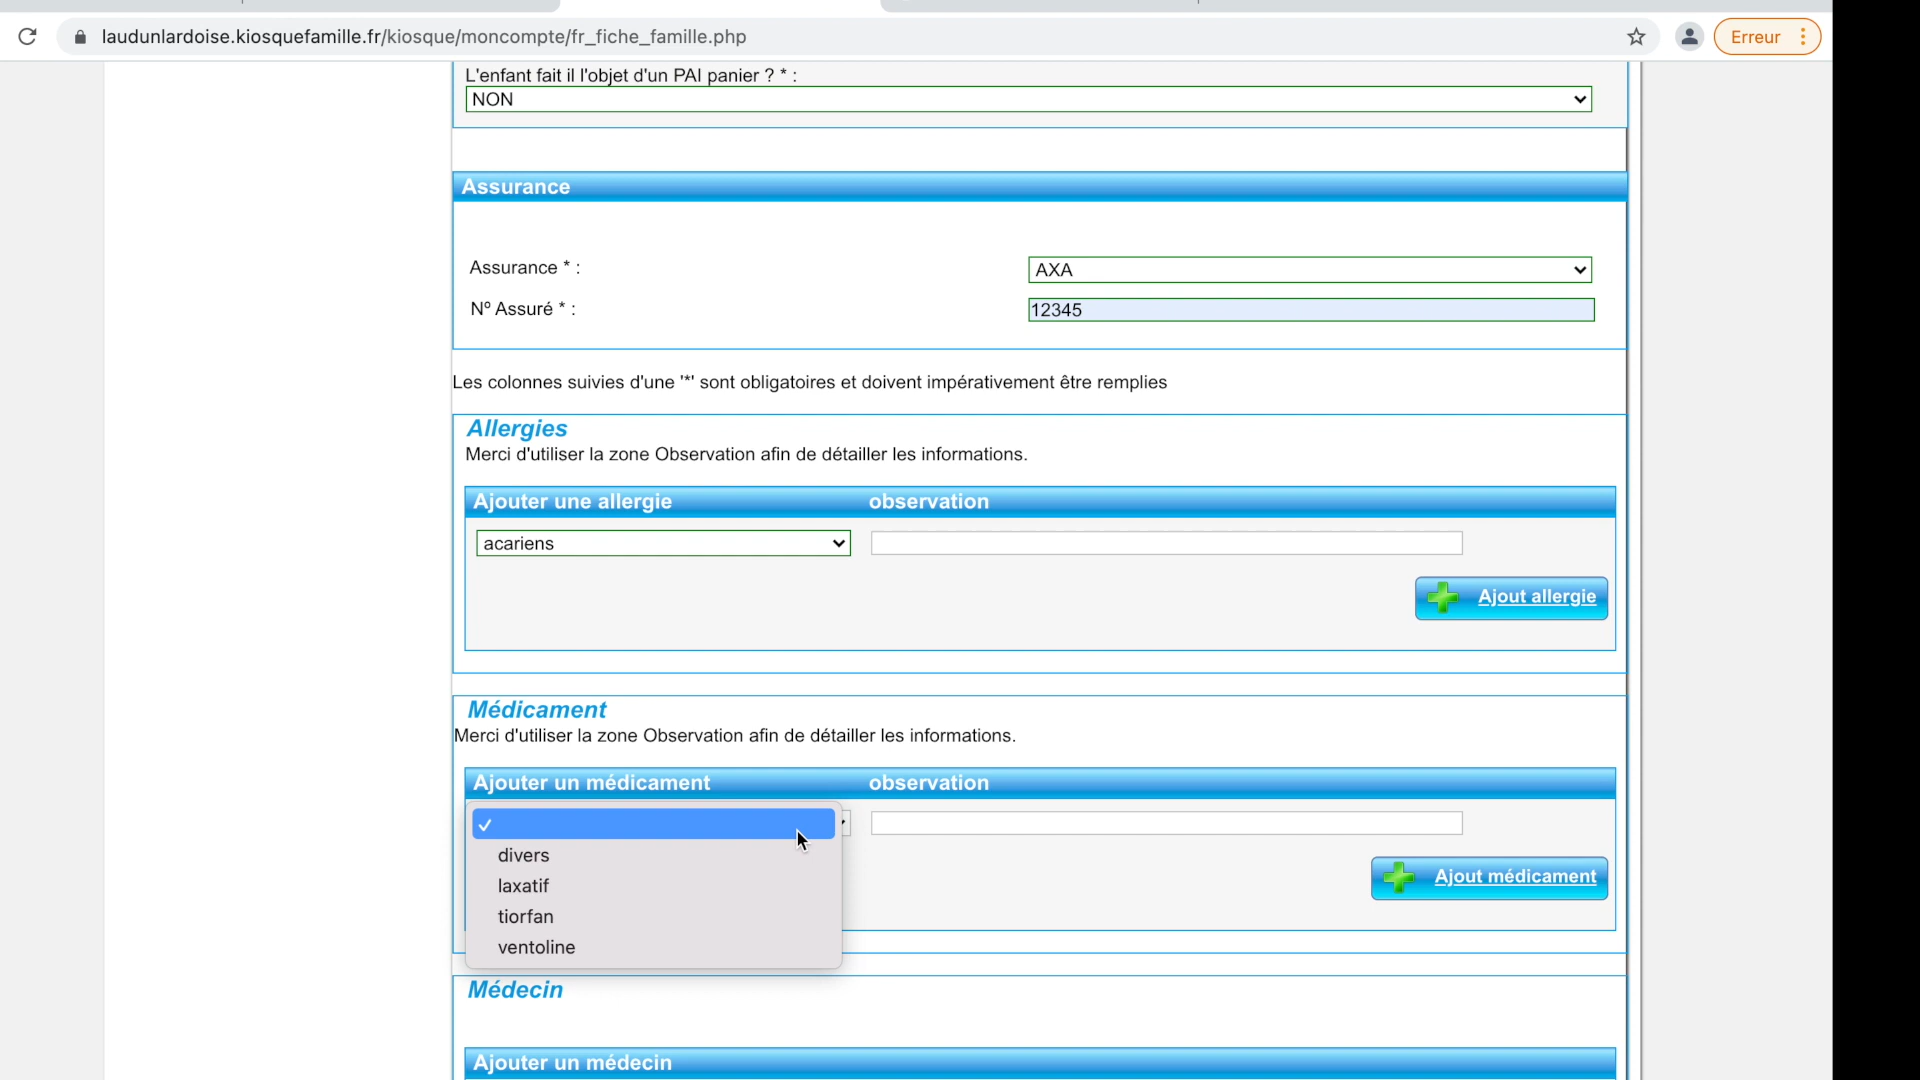 laudunlardoise.kiosquefamille.fr/kiosque/moncompte/fr_fiche_famille.php
Erreur
L'enfant fait il l'objet d'un PAI panier ? * :
NON
Assurance
Assurance * :
AXA
Nº Assuré * :
12345
Les colonnes suivies d'une '*' sont obligatoires et doivent impérativement être remplies
Allergies
Merci d'utiliser la zone Observation afin de détailler les informations.
Ajouter une allergie observation
acariens
Ajout allergie
Médicament
Merci d'utiliser la zone Observation afin de détailler les informations.
Ajouter un médicament observation
divers
Ajout médicament
laxatif
tiorfan
ventoline
Médecin
Ajouter un médecin